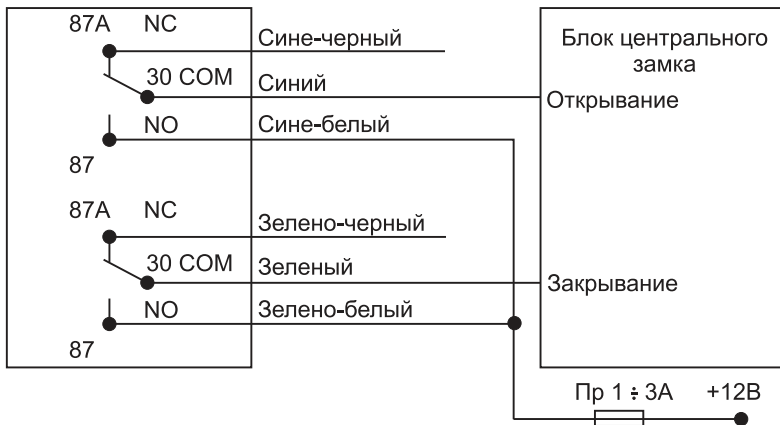 87A NC
Сине-черный
30 COM
Синий
NO
Сине-белый
87
87A NC
Зелено-черный
30 COM
Зеленый
NO
Зелено-белый
87
Блок центрального
замка
Открывание
Закрывание
Пр 1 ÷ 3А +12В